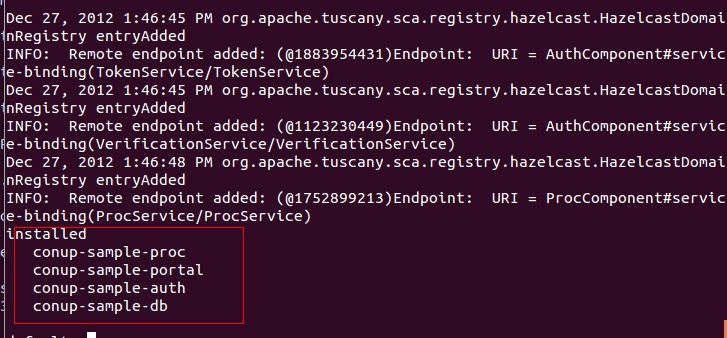 Dec 27, 2012 1:46:45 PM org.apache.tuscany.sca.registry.hazelcast.HazelcastDomai
nRegistry entryAdded
INFO:  Remote endpoint added: (@1883954431)Endpoint:  URI = AuthComponent#servic
e-binding(TokenService/TokenService)
Dec 27, 2012 1:46:45 PM org.apache.tuscany.sca.registry.hazelcast.HazelcastDomai
nRegistry entryAdded
INFO:  Remote endpoint added: (@1123230449)Endpoint:  URI = AuthComponent#servic
e-binding(VerificationService/VerificationService)
Dec 27, 2012 1:46:48 PM org.apache.tuscany.sca.registry.hazelcast.HazelcastDomai
nRegistry entryAdded
INFO:  Remote endpoint added: (@1752899213)Endpoint:  URI = ProcComponent#servic
e-binding(ProcService/ProcService)
installed
conup-sample-proc
conup-sample-portal
conup-sample-auth
conup-sample-db